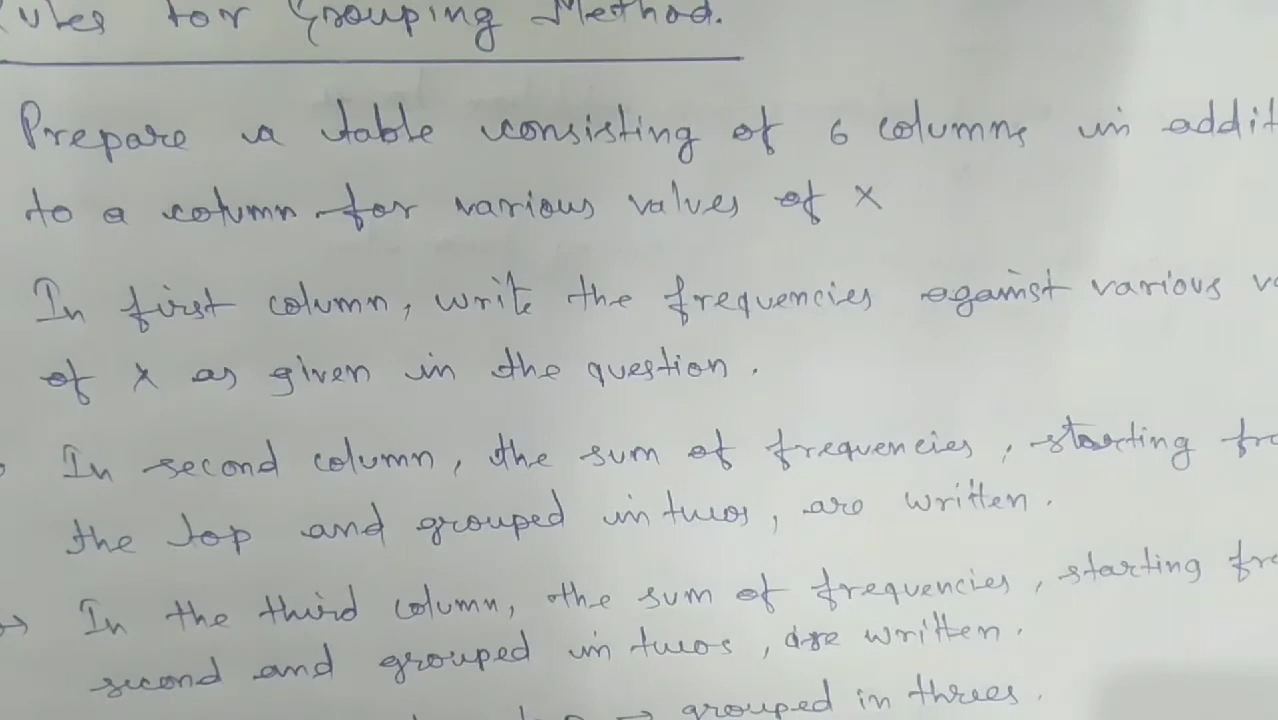 Rules for Grouping Method.
Prepare a table consisting of 6 columns in addit
to a column for various values of x
In first column, write the frequencies against various va
of x as given in the question.
In second column, the sum of frequencies, starting fro
the top and grouped in twos, are written.
→ In the third column, the sum of frequencies, starting fro
second and grouped in twos, are written.
→ grouped in threes.